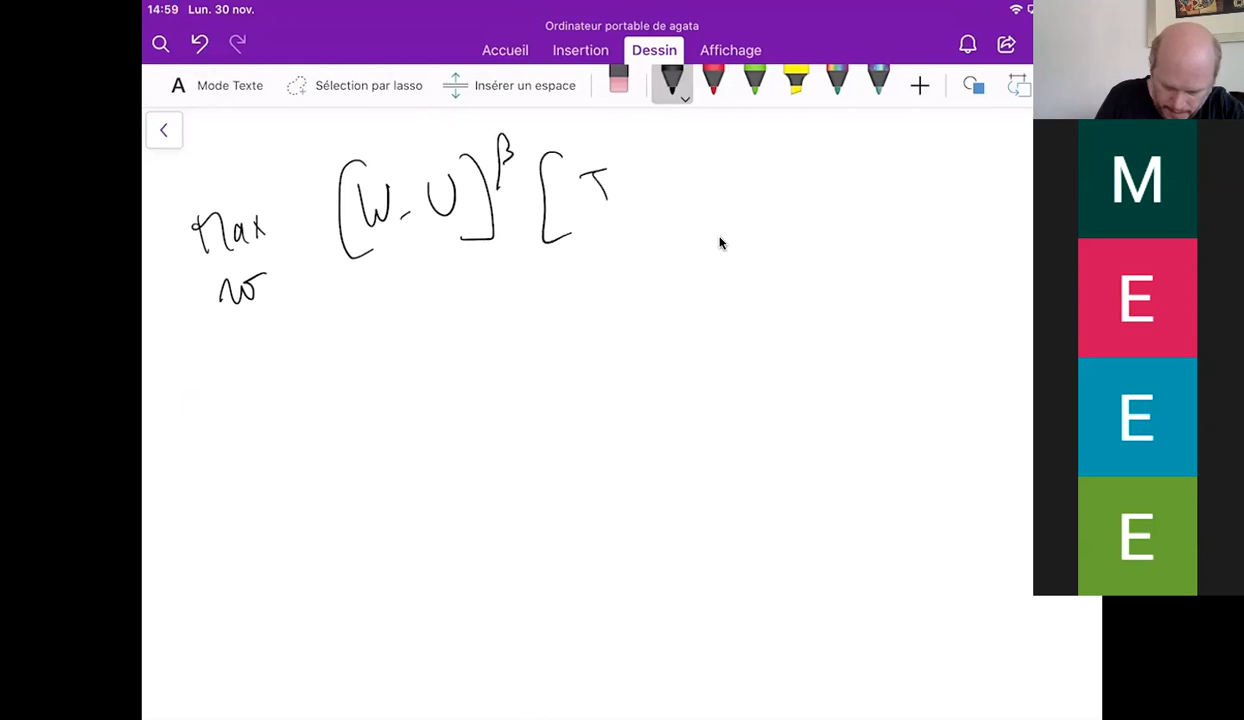 14:59 Lun. 30 nov.
Ordinateur portable de agata
Accueil Insertion Dessin Affichage
A Mode Texte Sélection par lasso Insérer un espace
Max [W-U]^β [J
w
M
E
E
E